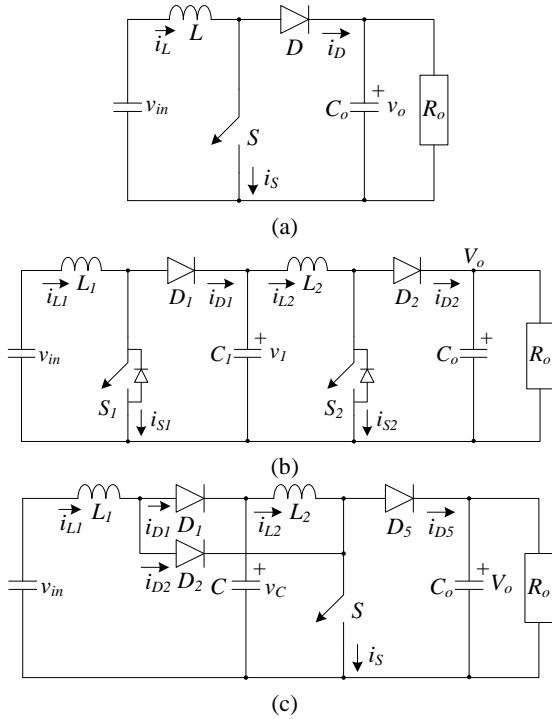 i_L L D i_D
v_in S C_o + v_o R_o
i_S
(a)
V_o
i_L1 L_1 D_1 i_D1 i_L2 L_2 D_2 i_D2
v_in S_1 C_1 + v_1 S_2 C_o + R_o
i_S1 i_S2
(b)
i_L1 L_1 i_D1 D_1 i_L2 L_2 D_5 i_D5
v_in i_D2 D_2 C + v_C S C_o + V_o R_o
i_S
(c)